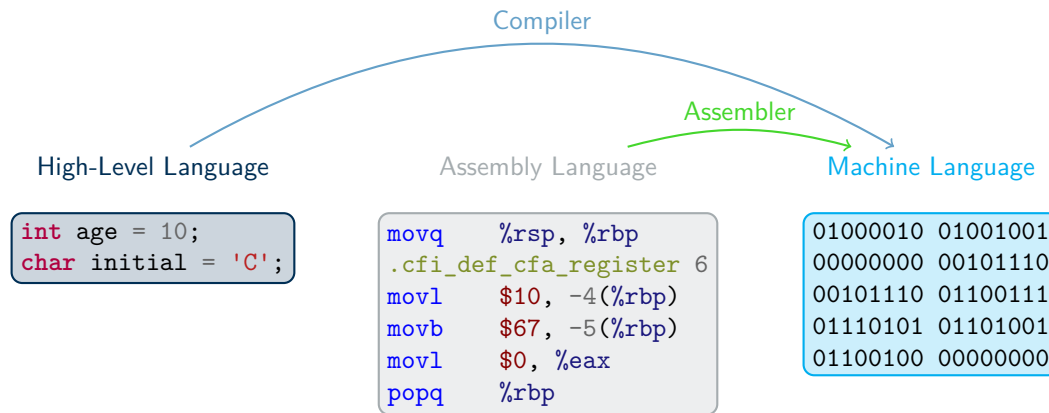 Compiler
Assembler
High-Level Language
int age = 10;
char initial = 'C';
Assembly Language
movq %rsp, %rbp
.cfi_def_cfa_register 6
movl $10, -4(%rbp)
movb $67, -5(%rbp)
movl $0, %eax
popq %rbp
Machine Language
01000010 01001001
00000000 00101110
00101110 01100111
01110101 01101001
01100100 00000000